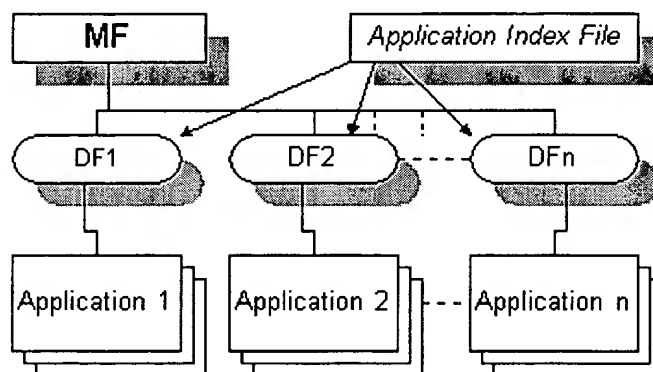 MF
Application Index File
DF1
DF2
DFn
Application 1
Application 2
Application n